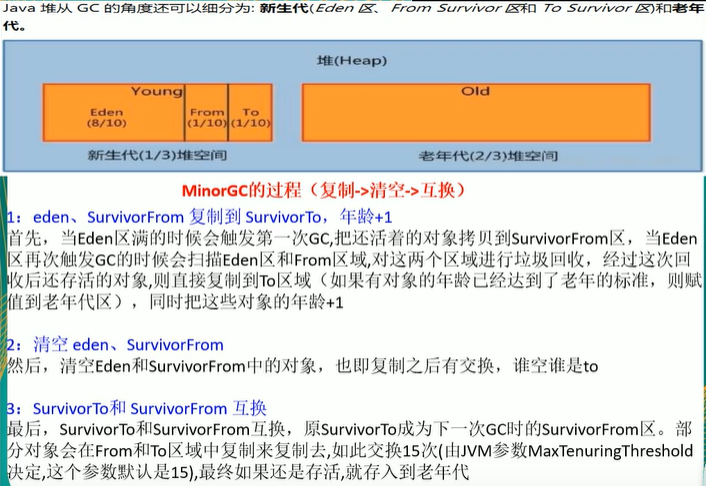 Java 堆从 GC 的角度还可以细分为: 新生代(Eden 区、From Survivor 区和 To Survivor 区)和老年
代。
堆(Heap)
Young
Old
Eden
(8/10)
From
(1/10)
To
(1/10)
新生代(1/3)堆空间
老年代(2/3)堆空间
MinorGC的过程（复制->清空->互换）
1：eden、SurvivorFrom 复制到 SurvivorTo，年龄+1
首先，当Eden区满的时候会触发第一次GC,把还活着的对象拷贝到SurvivorFrom区，当Eden
区再次触发GC的时候会扫描Eden区和From区域,对这两个区域进行垃圾回收，经过这次回
收后还存活的对象,则直接复制到To区域（如果有对象的年龄已经达到了老年的标准，则赋
值到老年代区），同时把这些对象的年龄+1
2：清空 eden、SurvivorFrom
然后，清空Eden和SurvivorFrom中的对象，也即复制之后有交换，谁空谁是to
3：SurvivorTo和 SurvivorFrom 互换
最后，SurvivorTo和SurvivorFrom互换，原SurvivorTo成为下一次GC时的SurvivorFrom区。部
分对象会在From和To区域中复制来复制去,如此交换15次(由JVM参数MaxTenuringThreshold
决定,这个参数默认是15),最终如果还是存活,就存入到老年代